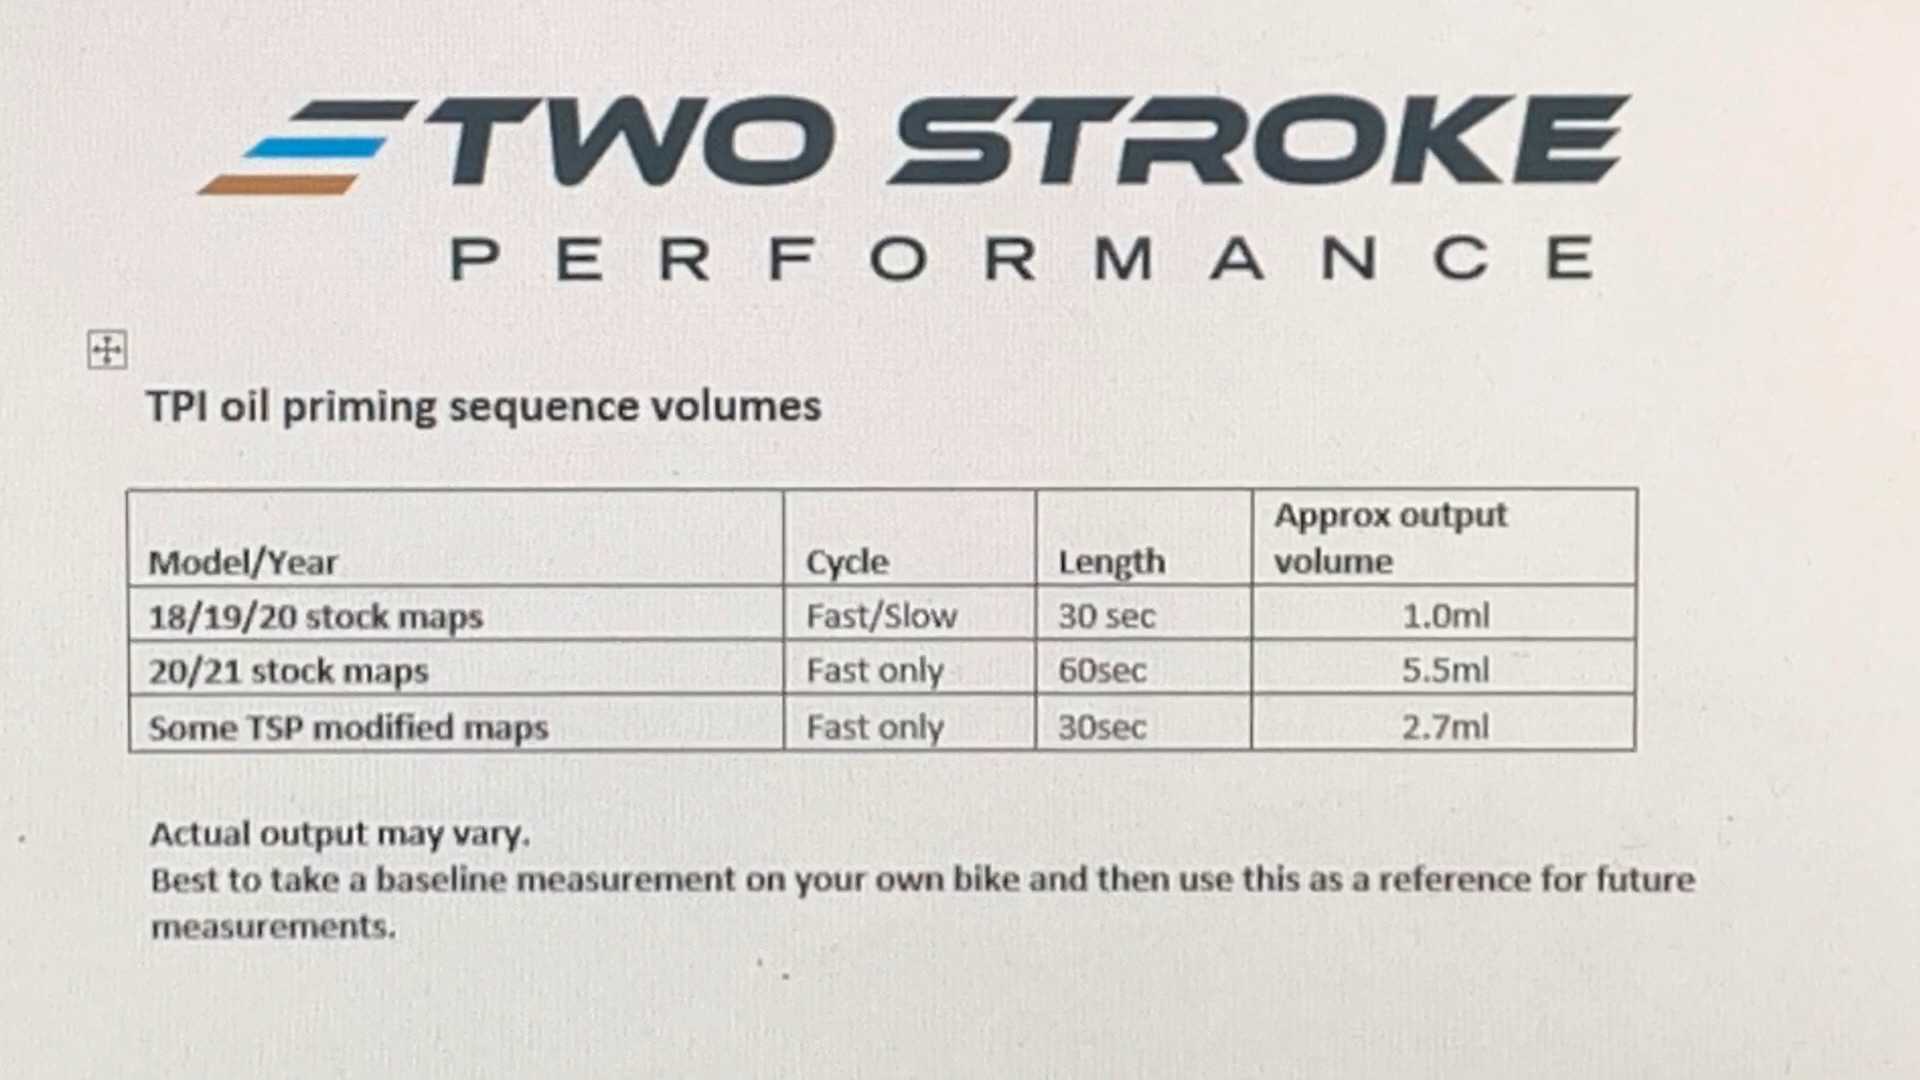 TWO STROKE
PERFORMANCE
TPI oil priming sequence volumes
Model/Year Cycle Length Approx output volume
18/19/20 stock maps Fast/Slow 30 sec 1.0ml
20/21 stock maps Fast only 60sec 5.5ml
Some TSP modified maps Fast only 30sec 2.7ml
Actual output may vary.
Best to take a baseline measurement on your own bike and then use this as a reference for future
measurements.